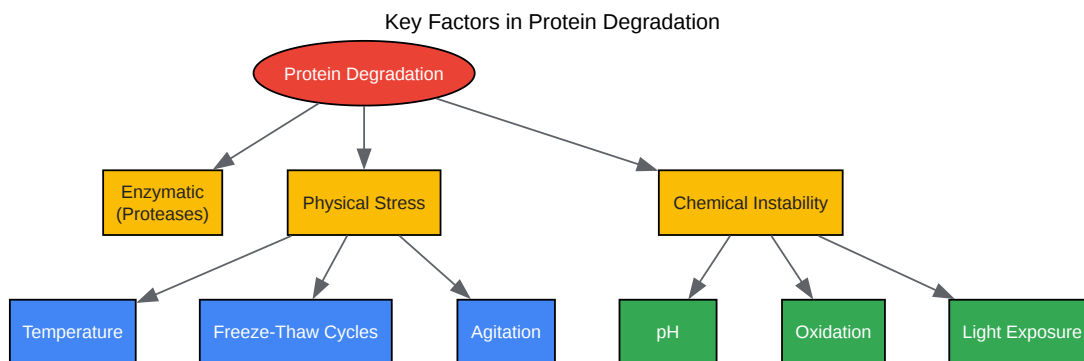 Key Factors in Protein Degradation
Protein Degradation
Enzymatic
(Proteases)
Physical Stress
Chemical Instability
Temperature
Freeze-Thaw Cycles
Agitation
pH
Oxidation
Light Exposure